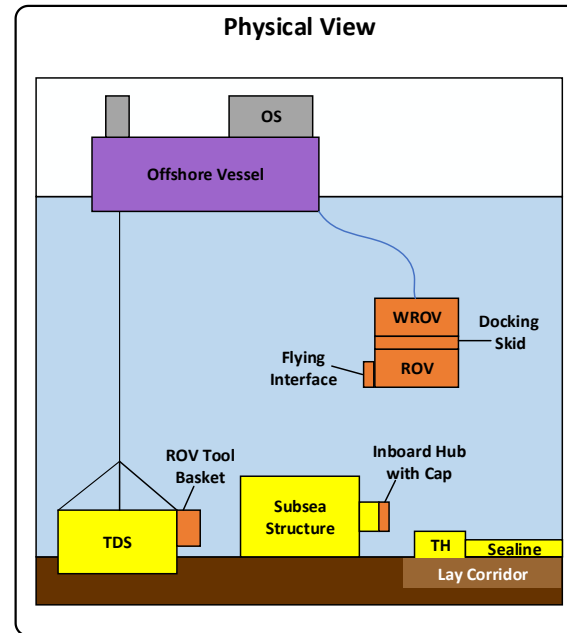 Physical View
OS
Offshore Vessel
WROV
Docking
Skid
Flying
Interface
ROV
ROV Tool
Basket
Inboard Hub
with Cap
Subsea
Structure
TDS
TH
Sealine
Lay Corridor